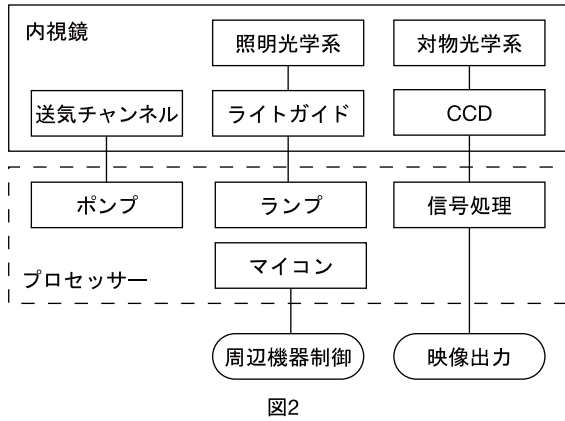 内視鏡
照明光学系
対物光学系
送気チャンネル
ライトガイド
CCD
ポンプ
ランプ
信号処理
マイコン
プロセッサー
周辺機器制御
映像出力
図2